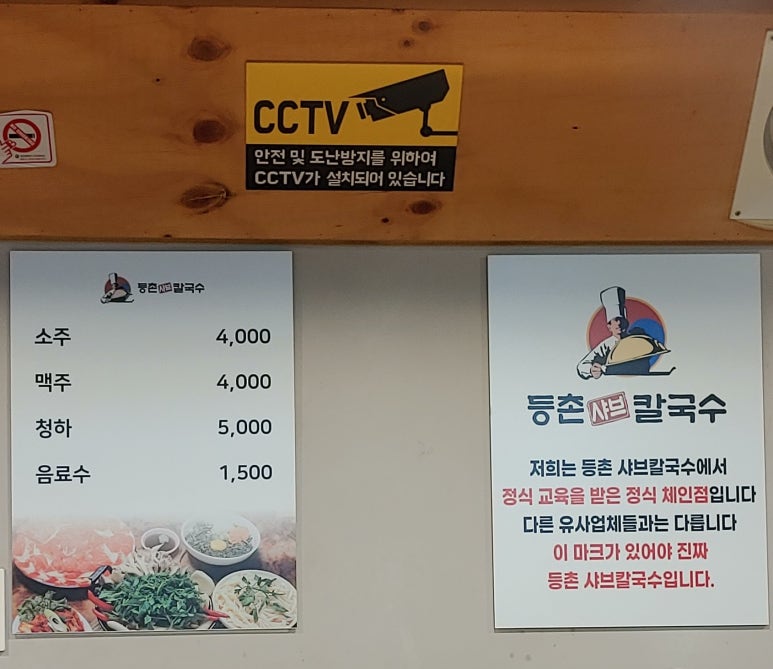 CCTV
안전 및 도난방지를 위하여
CCTV가 설치되어 있습니다
등촌샤브칼국수
소주 4,000
맥주 4,000
청하 5,000
음료수 1,500
등촌 샤브 칼국수
저희는 등촌 샤브칼국수에서
정식 교육을 받은 정식 체인점입니다
다른 유사업체들과는 다릅니다
이 마크가 있어야 진짜
등촌 샤브칼국수입니다.